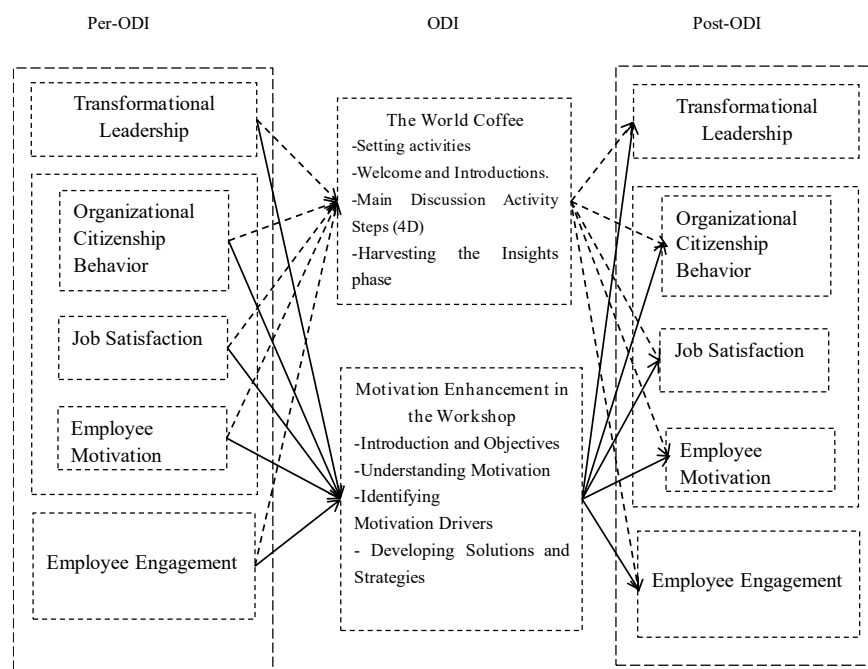 Per-ODI
ODI
Post-ODI
Transformational
Leadership
Organizational
Citizenship
Behavior
Job Satisfaction
Employee
Motivation
Employee Engagement
The World Coffee
-Setting activities
-Welcome and Introductions.
-Main Discussion Activity
Steps (4D)
-Harvesting the Insights
phase
Motivation Enhancement in
the Workshop
-Introduction and Objectives
-Understanding Motivation
-Identifying
Motivation Drivers
- Developing Solutions and
Strategies
Transformational
Leadership
Organizational
Citizenship
Behavior
Job Satisfaction
Employee
Motivation
Employee Engagement